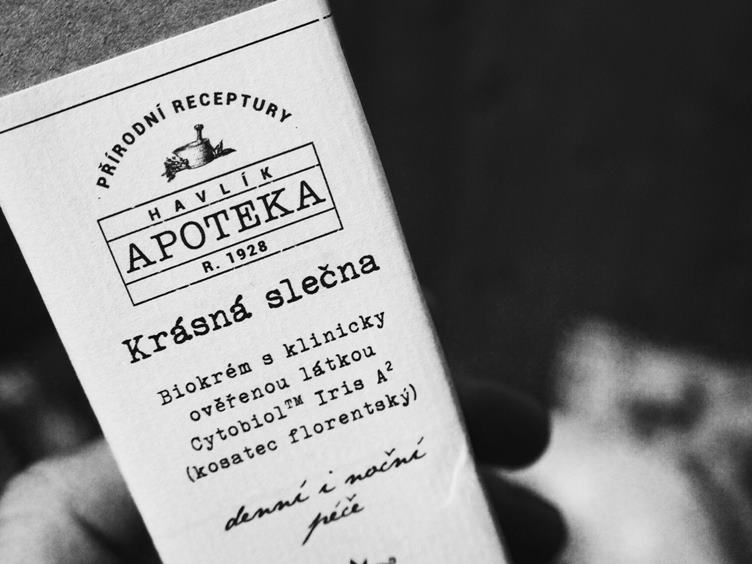 PŘÍRODNÍ RECEPTURY
HAVLÍK
APOTEKA
R. 1928
Krásná slečna
Biokrém s klinicky
ověřenou látkou
Cytobiol™ Iris A²
(kosatec florentský)
denní i noční
péče